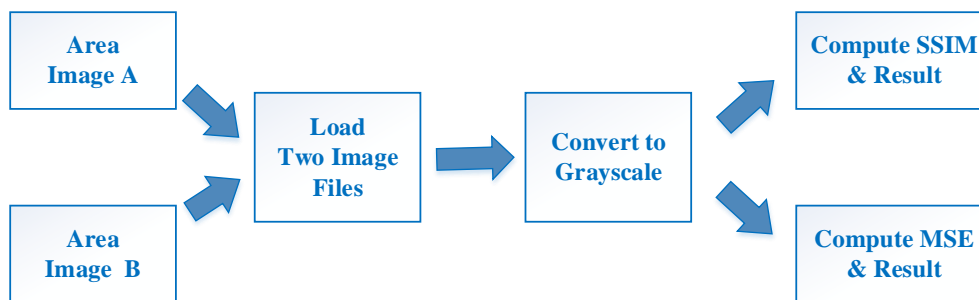 Area
Image A
Area
Image B
Load
Two Image
Files
Convert to
Grayscale
Compute SSIM
& Result
Compute MSE
& Result